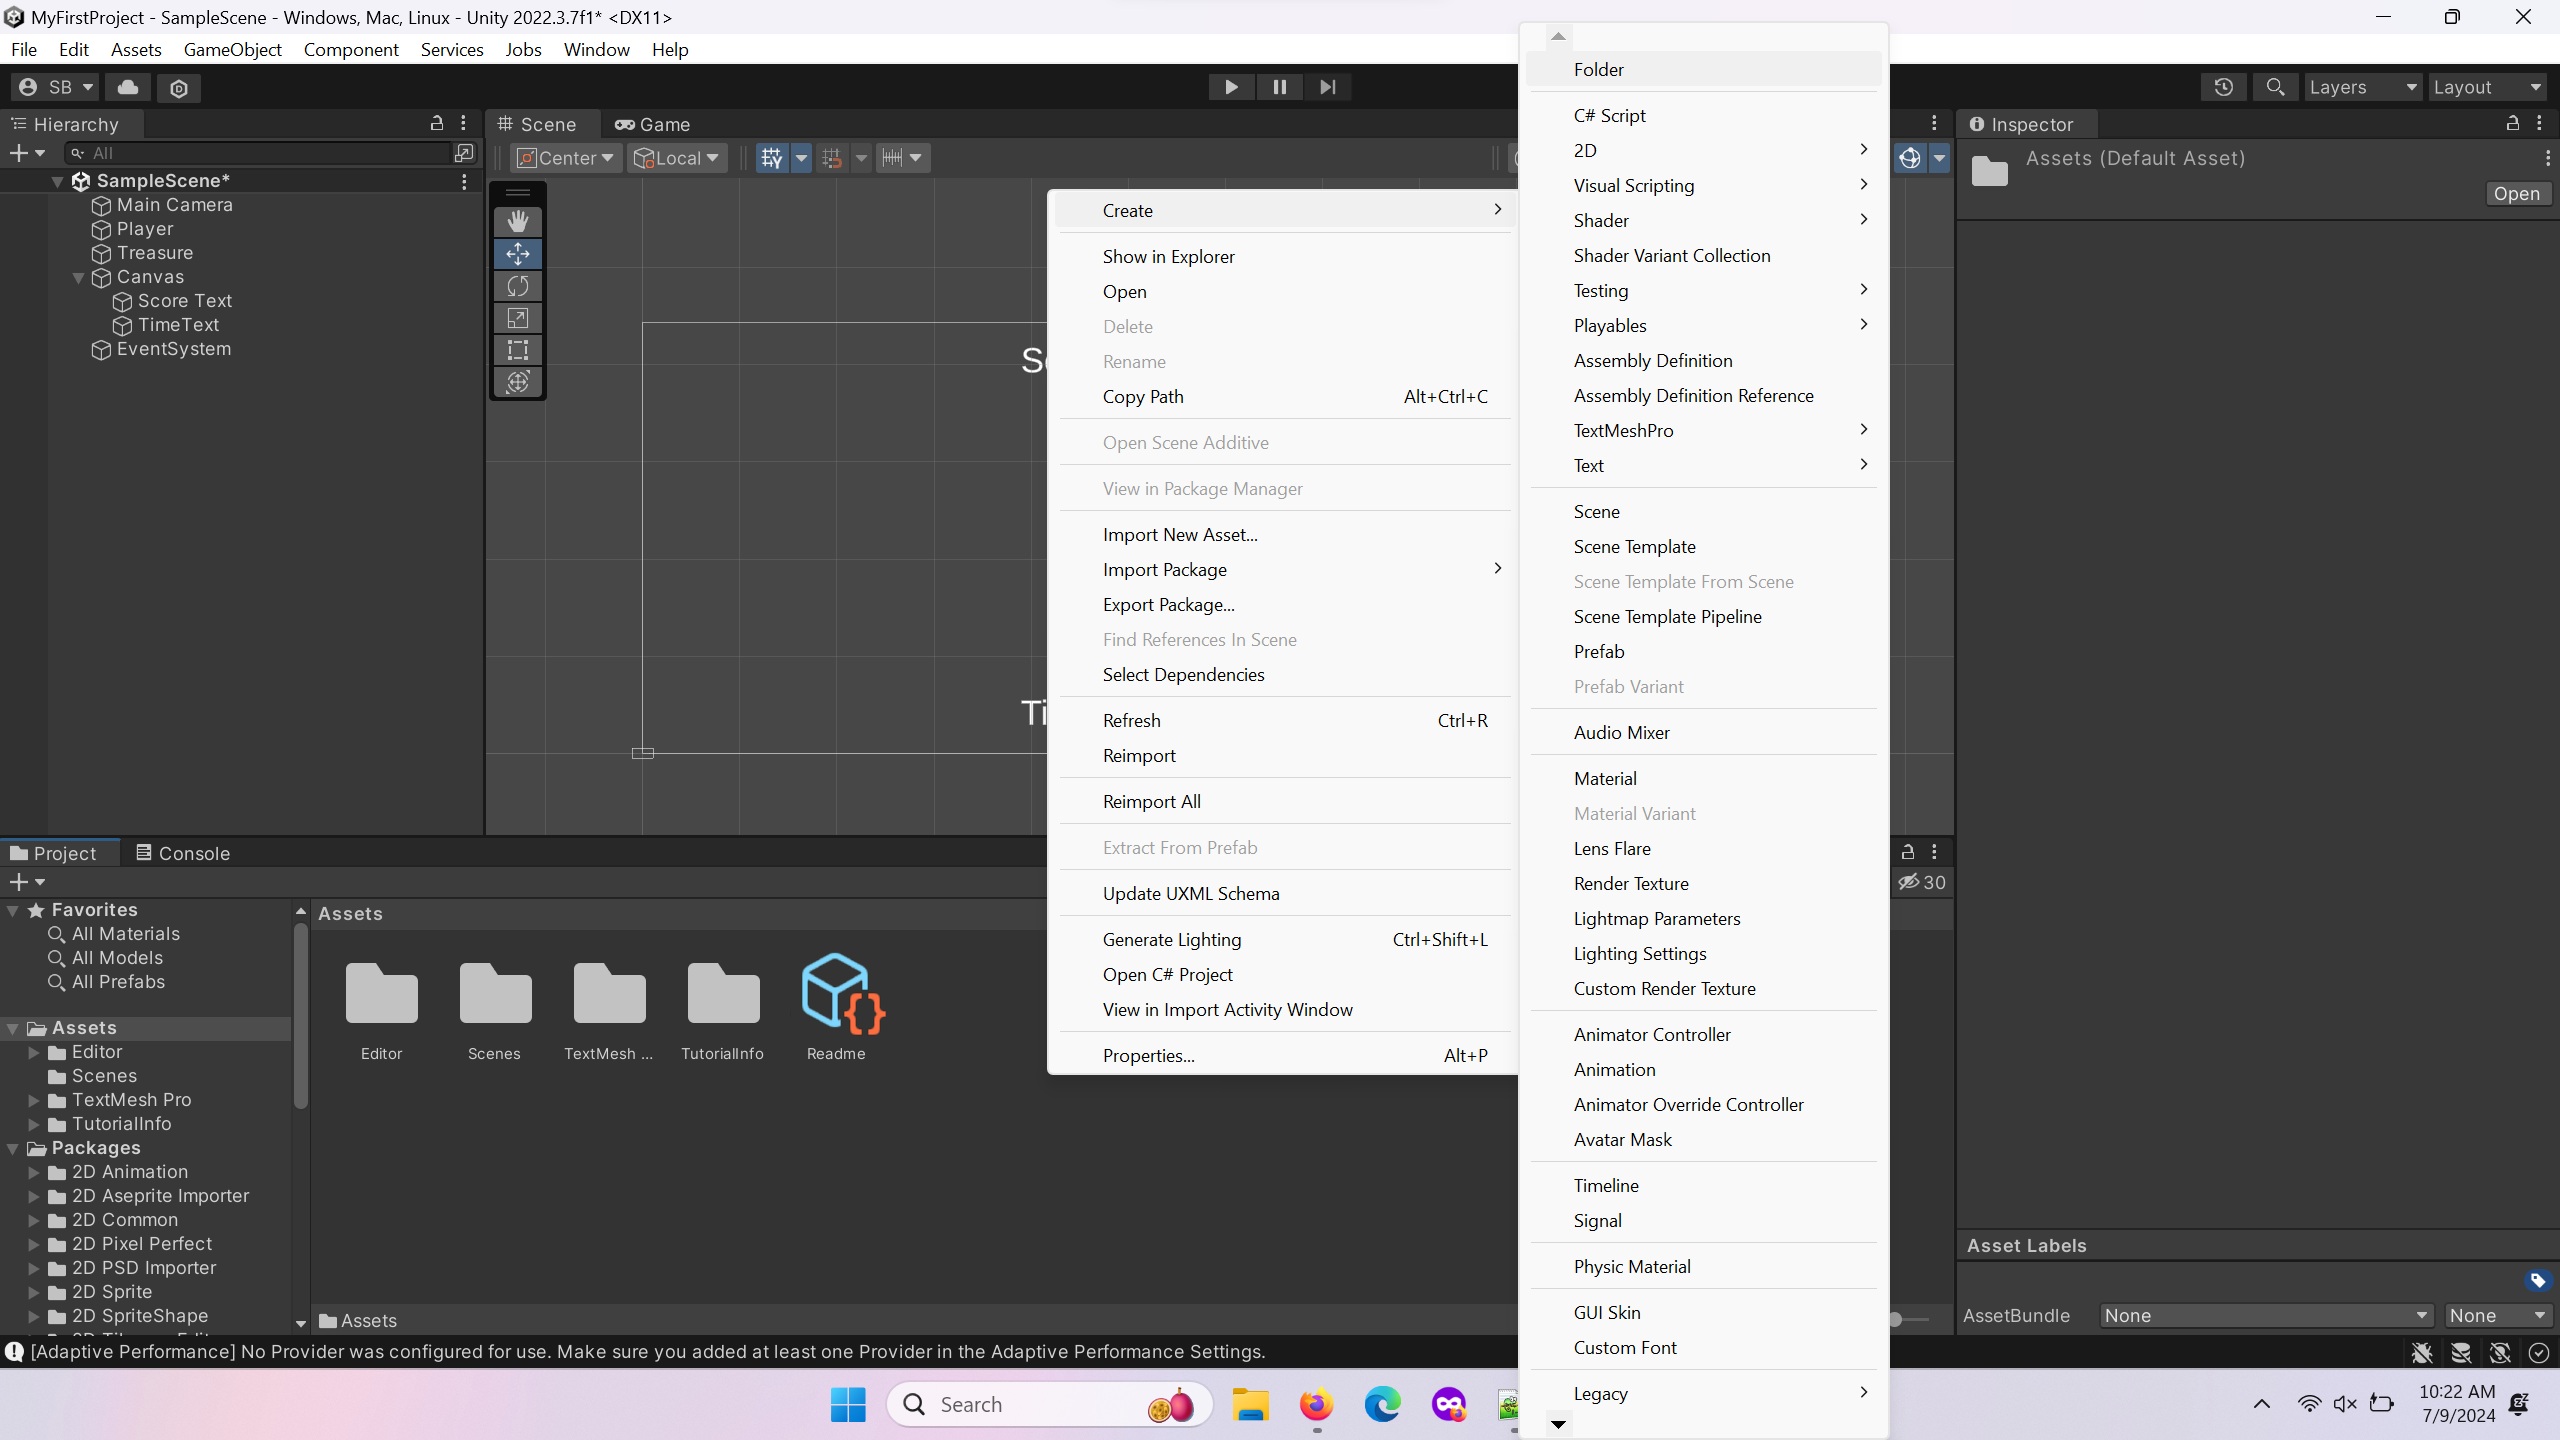 MyFirstProject - SampleScene - Windows, Mac, Linux - Unity 2022.3.7f1* <DX11>
File Edit Assets GameObject Component Services Jobs Window Help
SB
Layers
Layout
Hierarchy
All
SampleScene*
Main Camera
Player
Treasure
Canvas
Score Text
TimeText
EventSystem
Scene
Game
Center
Local
Create
Show in Explorer
Open
Delete
Rename
Copy Path Alt+Ctrl+C
Open Scene Additive
View in Package Manager
Import New Asset...
Import Package
Export Package...
Find References In Scene
Select Dependencies
Refresh Ctrl+R
Reimport
Reimport All
Extract From Prefab
Update UXML Schema
Generate Lighting Ctrl+Shift+L
Open C# Project
View in Import Activity Window
Properties... Alt+P
Folder
C# Script
2D
Visual Scripting
Shader
Shader Variant Collection
Testing
Playables
Assembly Definition
Assembly Definition Reference
TextMeshPro
Text
Scene
Scene Template
Scene Template From Scene
Scene Template Pipeline
Prefab
Prefab Variant
Audio Mixer
Material
Material Variant
Lens Flare
Render Texture
Lightmap Parameters
Lighting Settings
Custom Render Texture
Animator Controller
Animation
Animator Override Controller
Avatar Mask
Timeline
Signal
Physic Material
GUI Skin
Custom Font
Legacy
Inspector
Assets (Default Asset)
Open
Asset Labels
AssetBundle None None
Project
Console
30
Favorites
All Materials
All Models
All Prefabs
Assets
Editor
Scenes
TextMesh Pro
TutorialInfo
Packages
2D Animation
2D Aseprite Importer
2D Common
2D Pixel Perfect
2D PSD Importer
2D Sprite
2D SpriteShape
Assets
Editor
Scenes
TextMesh ...
TutorialInfo
Readme
Assets
[Adaptive Performance] No Provider was configured for use. Make sure you added at least one Provider in the Adaptive Performance Settings.
Search
10:22 AM
7/9/2024